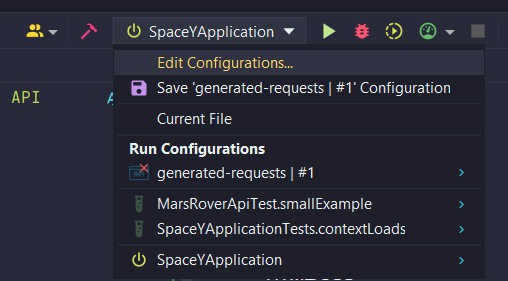 SpaceYApplication
Edit Configurations...
Save 'generated-requests | #1' Configuration
API
Current File
Run Configurations
generated-requests | #1
MarsRoverApiTest.smallExample
SpaceYApplicationTests.contextLoads
SpaceYApplication